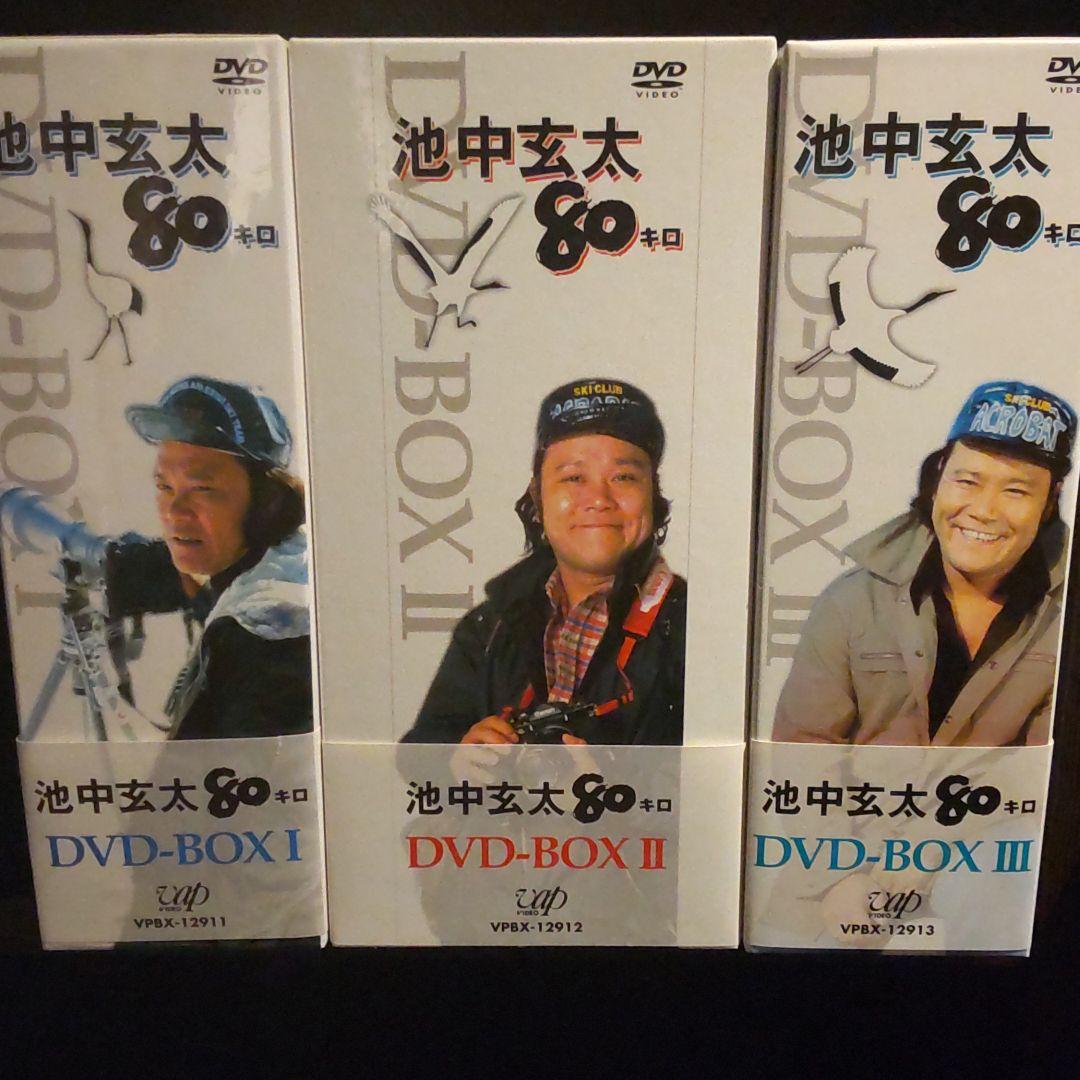 DVD
VIDEO
池中玄太
80キロ
DVD-BOX I
池中玄太80キロ
DVD-BOX I
vap
VIDEO
VPBX-12911
DVD
VIDEO
池中玄太
80キロ
DVD-BOX II
SKI CLUB
ACROBAT
池中玄太80キロ
DVD-BOX II
vap
VIDEO
VPBX-12912
DVD
池中玄太
80キロ
DVD-BOX III
SKI CLUB
ACROBAT
池中玄太80キロ
DVD-BOX III
vap
VIDEO
VPBX-12913